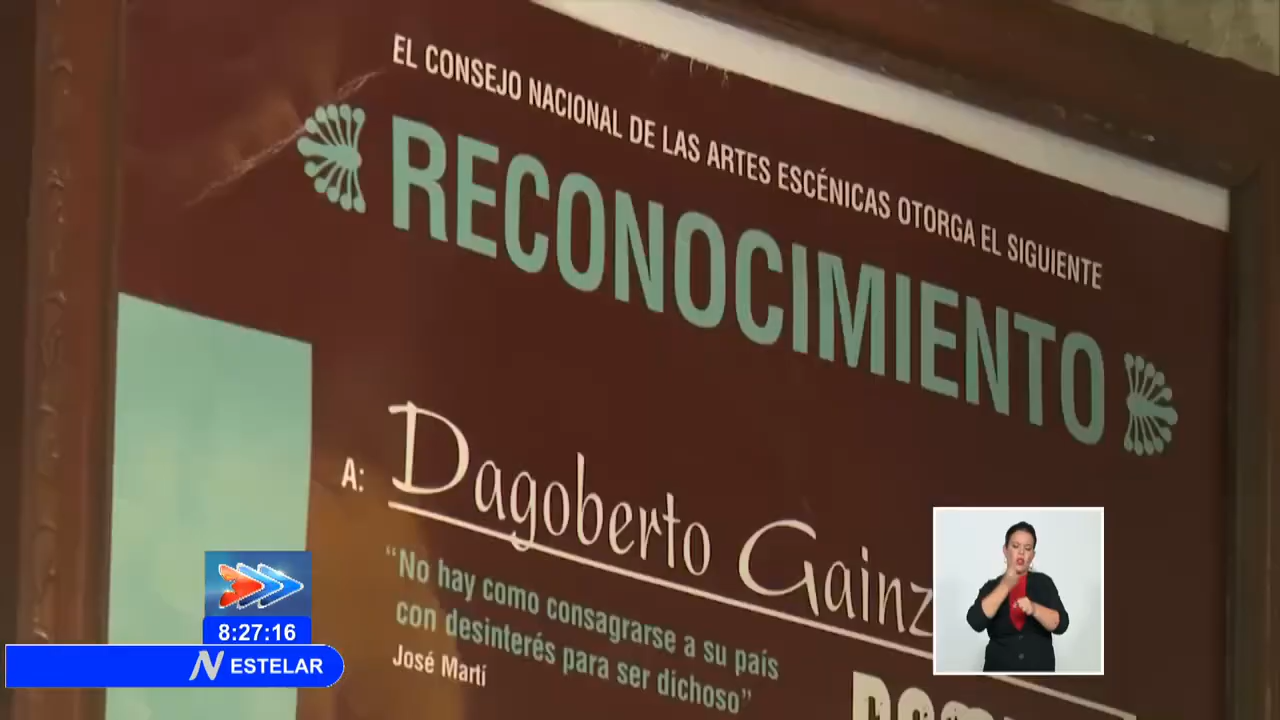 EL CONSEJO NACIONAL DE LAS ARTES ESCÉNICAS OTORGA EL SIGUIENTE
RECONOCIMIENTO
A: Dagoberto Gainz
“No hay como consagrarse a su país
con desinterés para ser dichoso”
José Martí
8:27:16
N ESTELAR